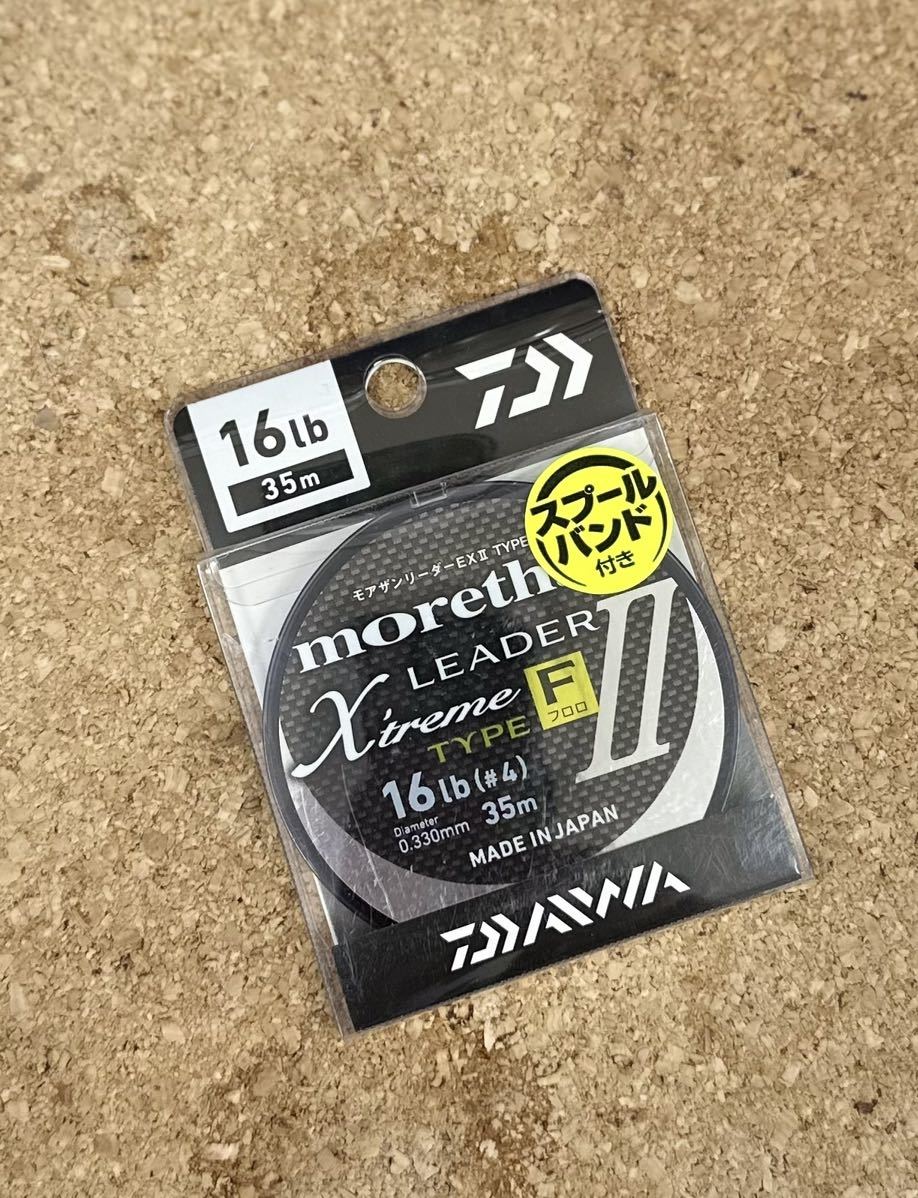 16lb
35m
スプール
バンド
付き
モアザンリーダーEXⅡ TYPE
moreth
LEADER
X'treme
II
TYPE F
フロロ
16lb(#4)
Diameter
0.330mm
35m
MADE IN JAPAN
DAIWA